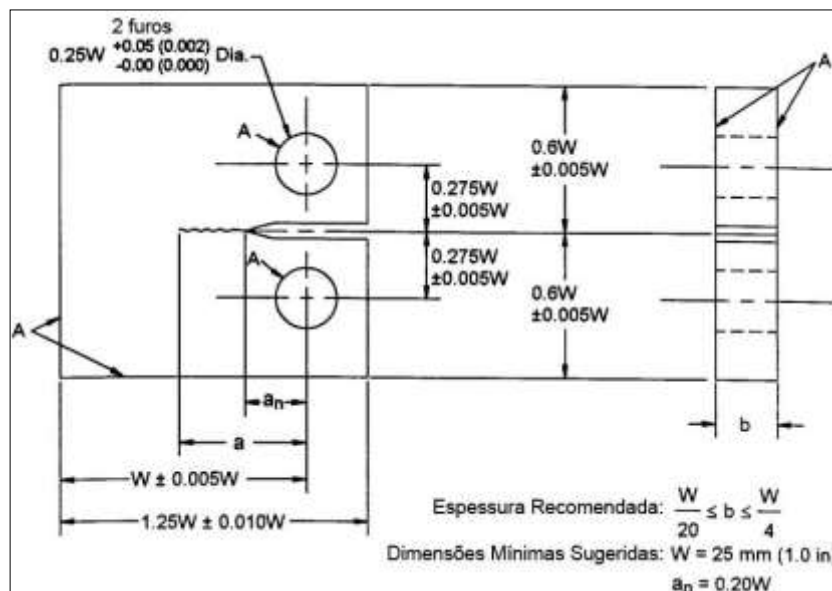 2 furos
0.25W +0.05 (0.002) -0.00 (0.000) Dia.
A
A
0.6W
±0.005W
0.275W
±0.005W
0.275W
±0.005W
A
0.6W
±0.005W
A
an
a
b
W ± 0.005W
1.25W ± 0.010W
Espessura Recomendada: W/20 ≤ b ≤ W/4
Dimensões Mínimas Sugeridas: W = 25 mm (1.0 in
an = 0.20W